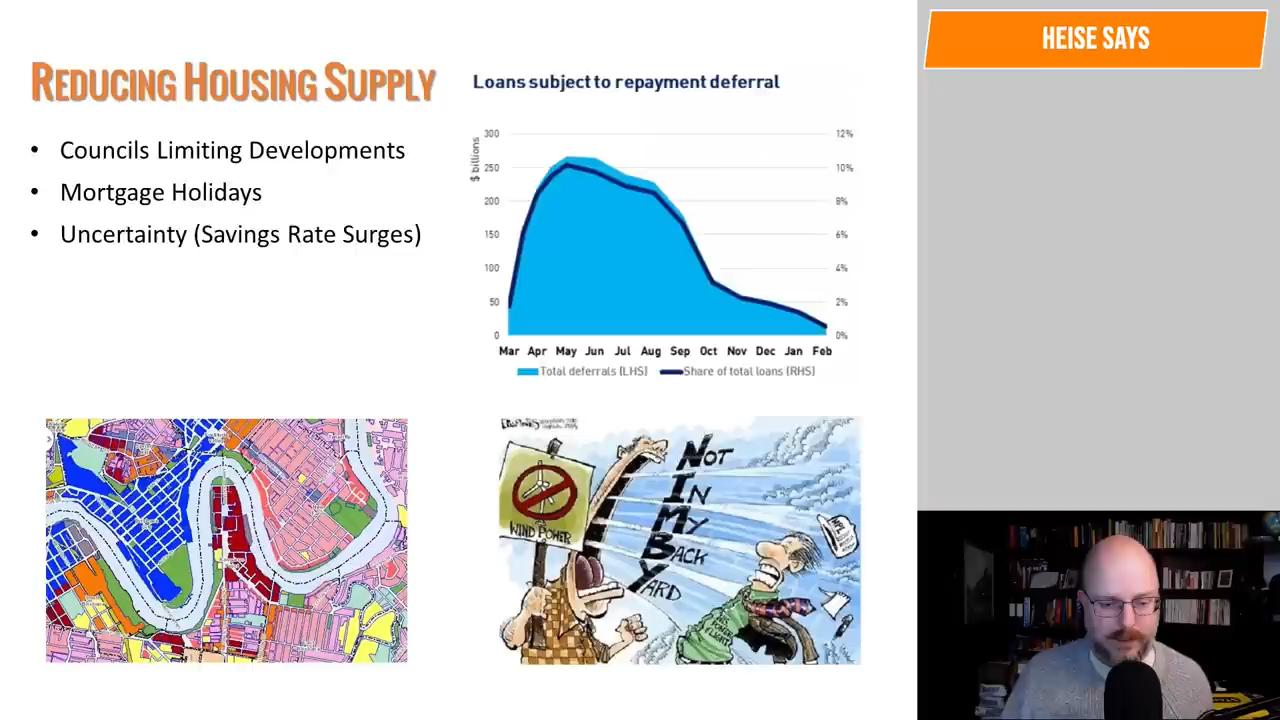 HEISE SAYS
REDUCING HOUSING SUPPLY
• Councils Limiting Developments
• Mortgage Holidays
• Uncertainty (Savings Rate Surges)
Loans subject to repayment deferral
$ billions
300
250
200
150
100
50
0
12%
10%
8%
6%
4%
2%
0%
Mar Apr May Jun Jul Aug Sep Oct Nov Dec Jan Feb
Total deferrals (LHS) Share of total loans (RHS)
NOT
IN
MY
BACK
YARD
WIND POWER